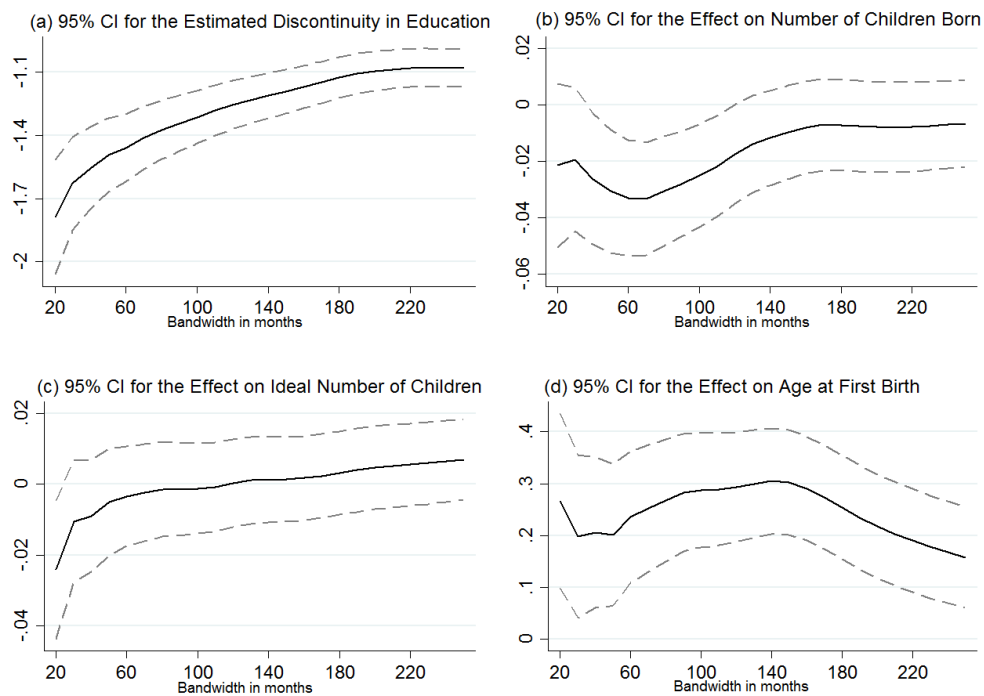 (a) 95% CI for the Estimated Discontinuity in Education
-1.1
-1.4
-1.7
-2
20 60 100 140 180 220
Bandwidth in months
(b) 95% CI for the Effect on Number of Children Born
.02
0
-.02
-.04
-.06
20 60 100 140 180 220
Bandwidth in months
(c) 95% CI for the Effect on Ideal Number of Children
.02
0
-.02
-.04
20 60 100 140 180 220
Bandwidth in months
(d) 95% CI for the Effect on Age at First Birth
.4
.3
.2
.1
0
20 60 100 140 180 220
Bandwidth in months